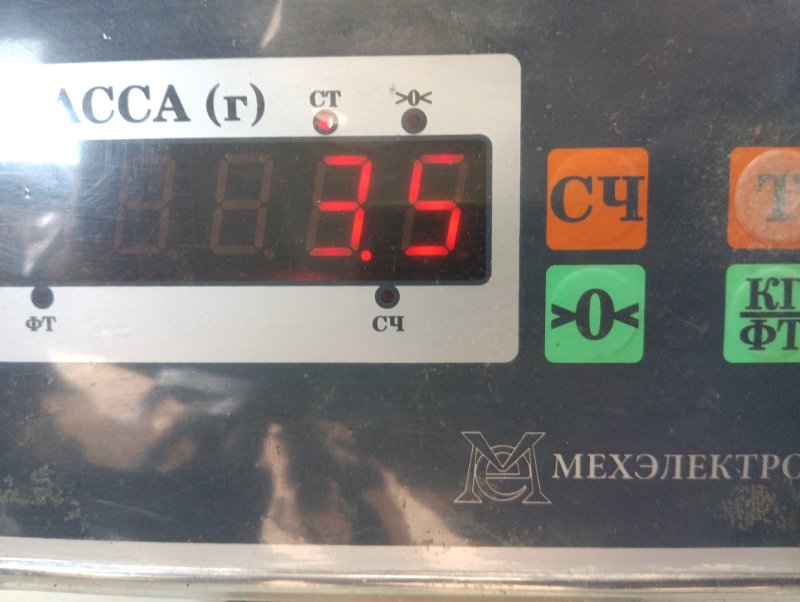 АССА (г)
СТ >0<
3.5
СЧ Т
ФТ СЧ
>0< КГ
ФТ
МЕХЭЛЕКТРО